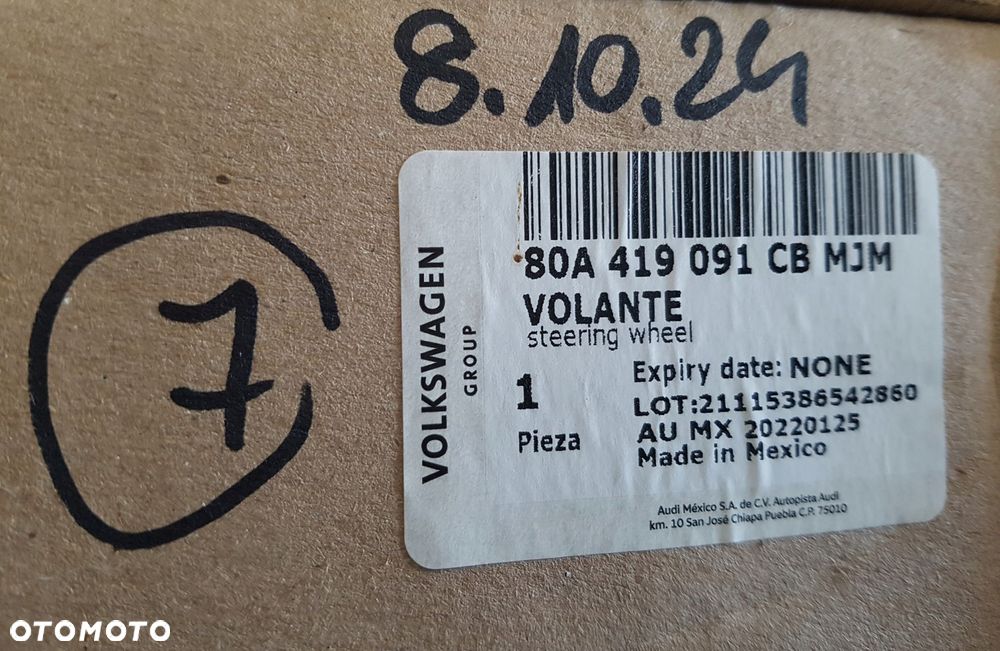 8.10.24
7
VOLKSWAGEN
GROUP
80A 419 091 CB MJM
VOLANTE
steering wheel
1
Pieza
Expiry date: NONE
LOT:21115386542860
AU MX 20220125
Made in Mexico
Audi México S.A. de C.V. Autopista Audi
km. 10 San José Chiapa Puebla C.P. 75010
OTOMOTO